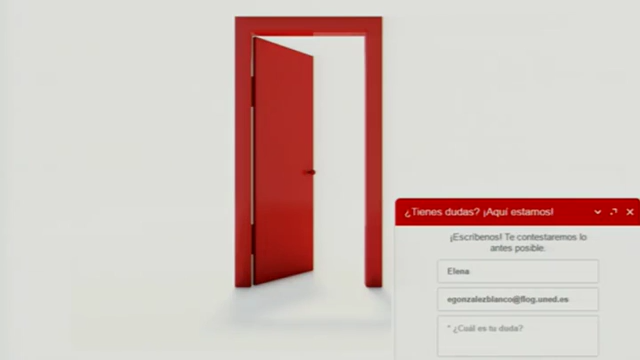 ¿Tienes dudas? ¡Aquí estamos!
¡Escríbenos! Te contestaremos lo
antes posible.
Elena
egonzalezblanco@flog.uned.es
* ¿Cuál es tu duda?